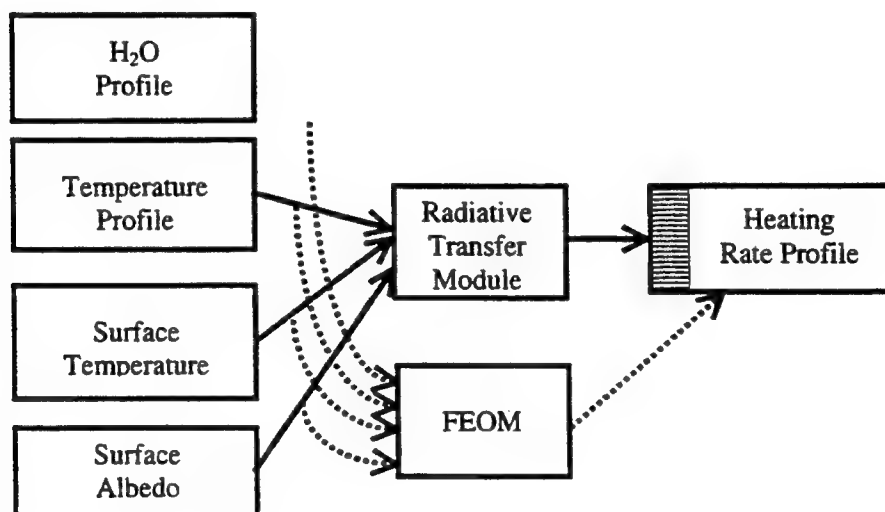 H₂O
Profile
Temperature
Profile
Surface
Temperature
Surface
Albedo
Radiative
Transfer
Module
FEOM
Heating
Rate Profile